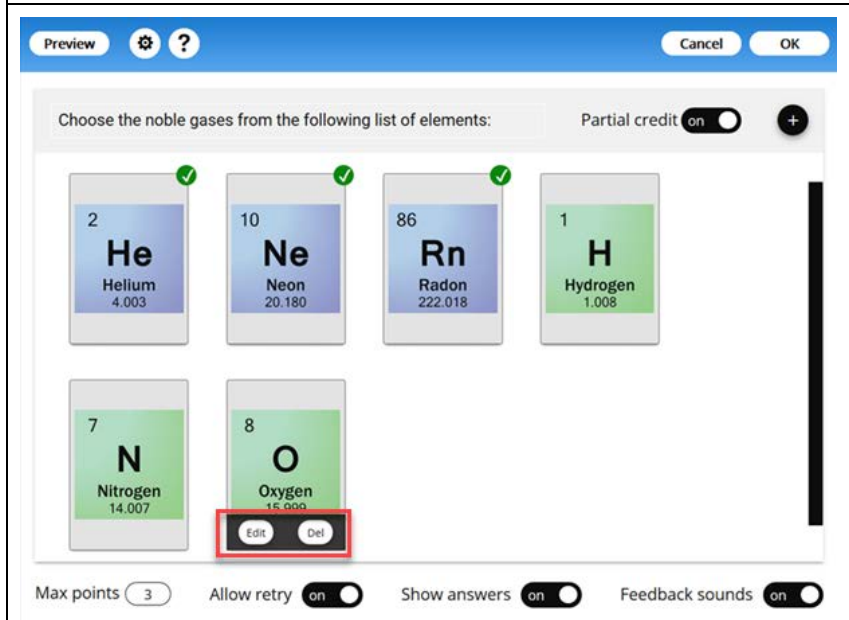 Preview ? Cancel OK
Choose the noble gases from the following list of elements: Partial credit on +
2 10 86 1
He Ne Rn H
Helium Neon Radon Hydrogen
4.003 20.180 222.018 1.008
7 8
N O
Nitrogen Oxygen
14.007 15.999
Edit Del
Max points 3 Allow retry on Show answers on Feedback sounds on